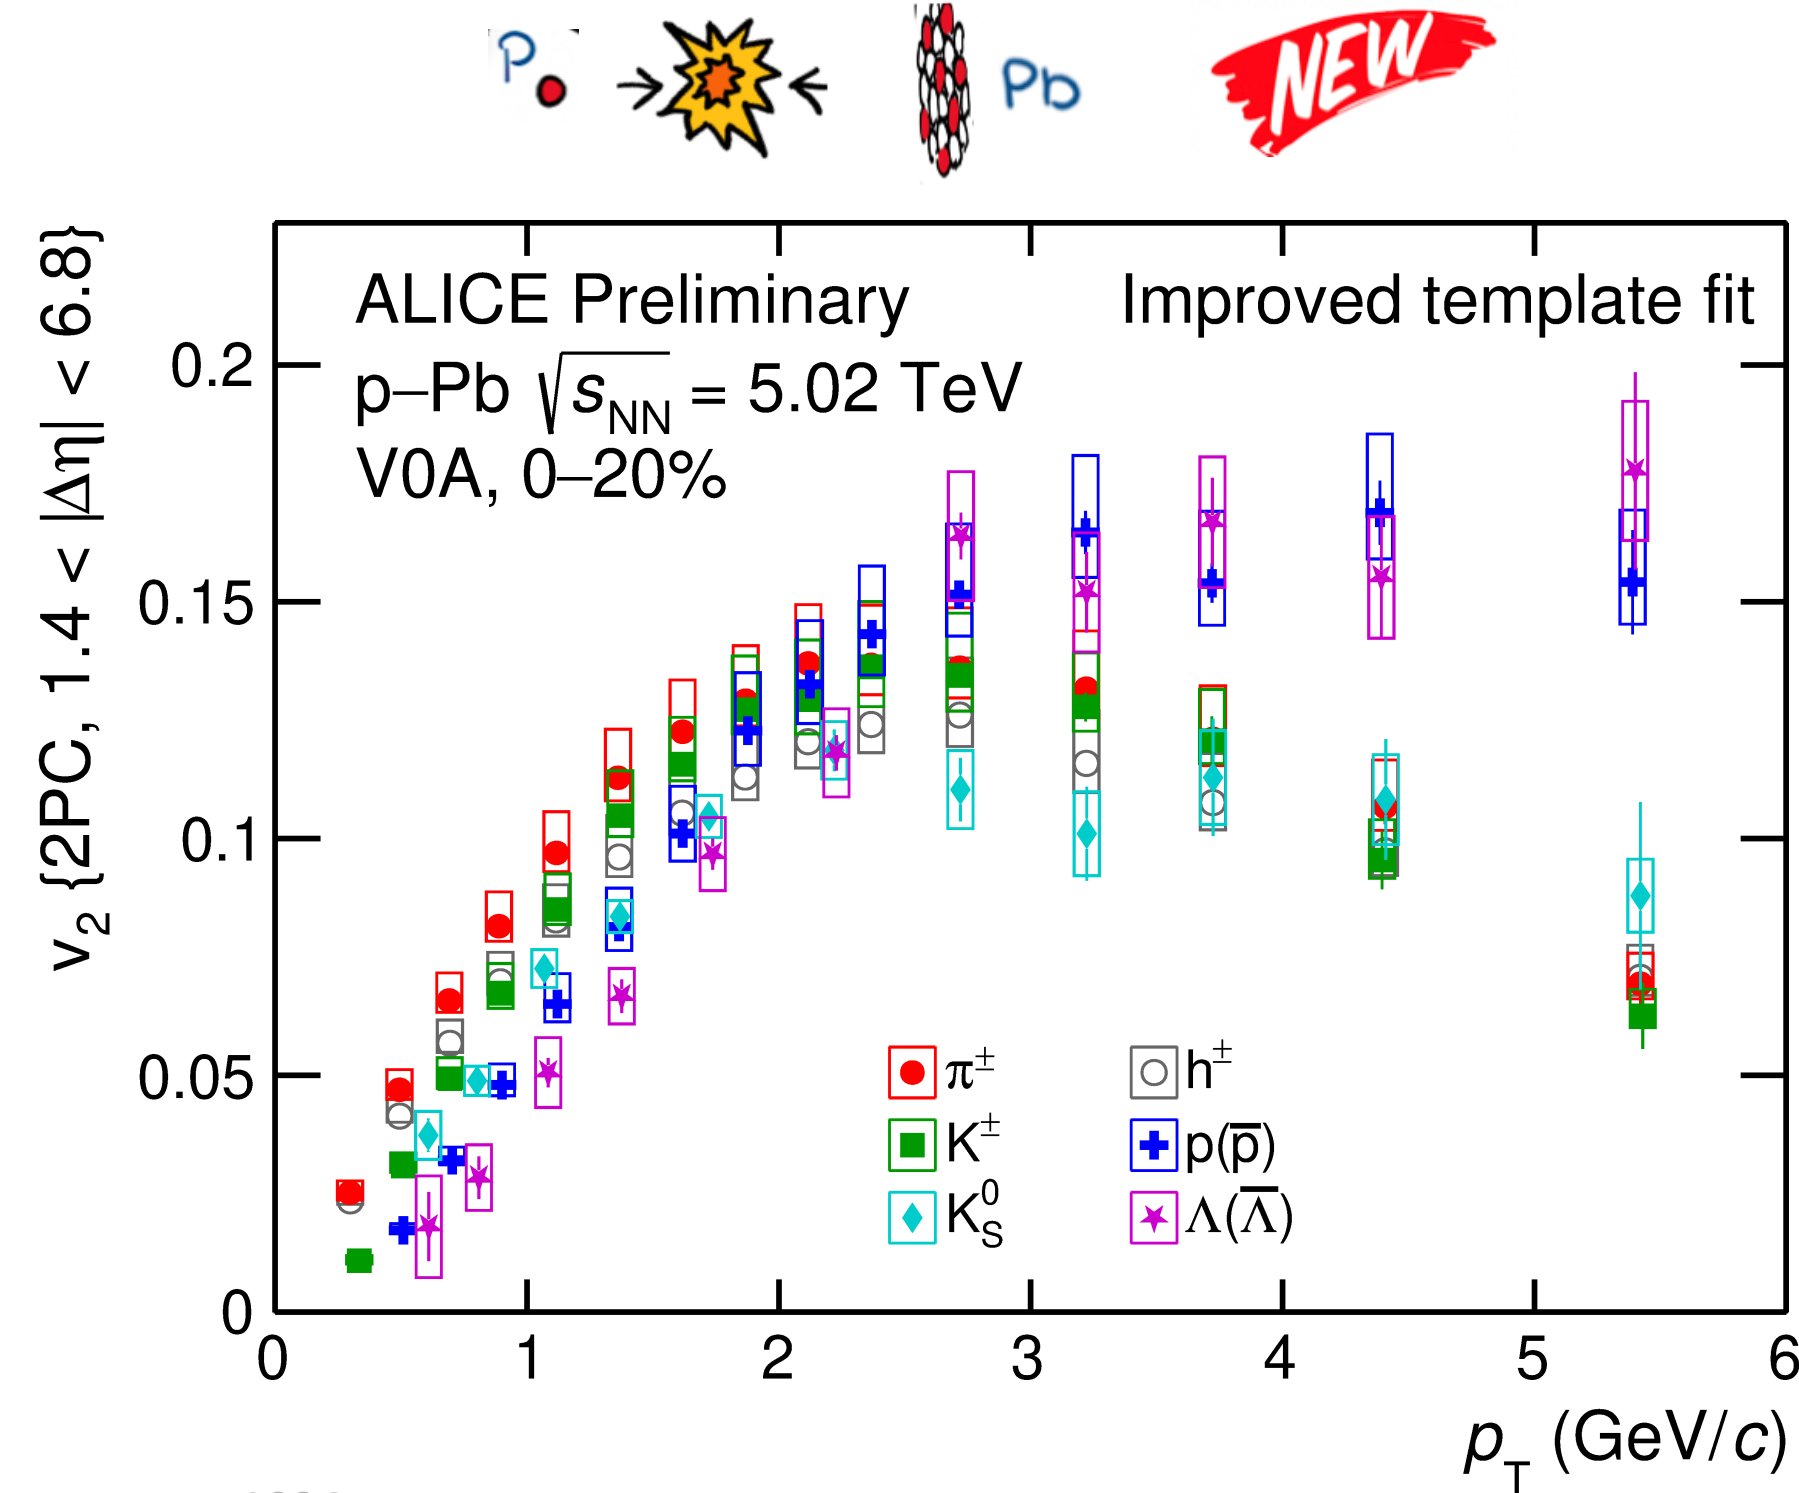 P
Pb
NEW
ALICE Preliminary
Improved template fit
p–Pb √sNN = 5.02 TeV
V0A, 0–20%
v2 {2PC, 1.4 < |Δη| < 6.8}
0.2
0.15
0.1
0.05
0
π±
h±
K±
p(p̅)
K0S
Λ(Λ̅)
0 1 2 3 4 5 6
pT (GeV/c)